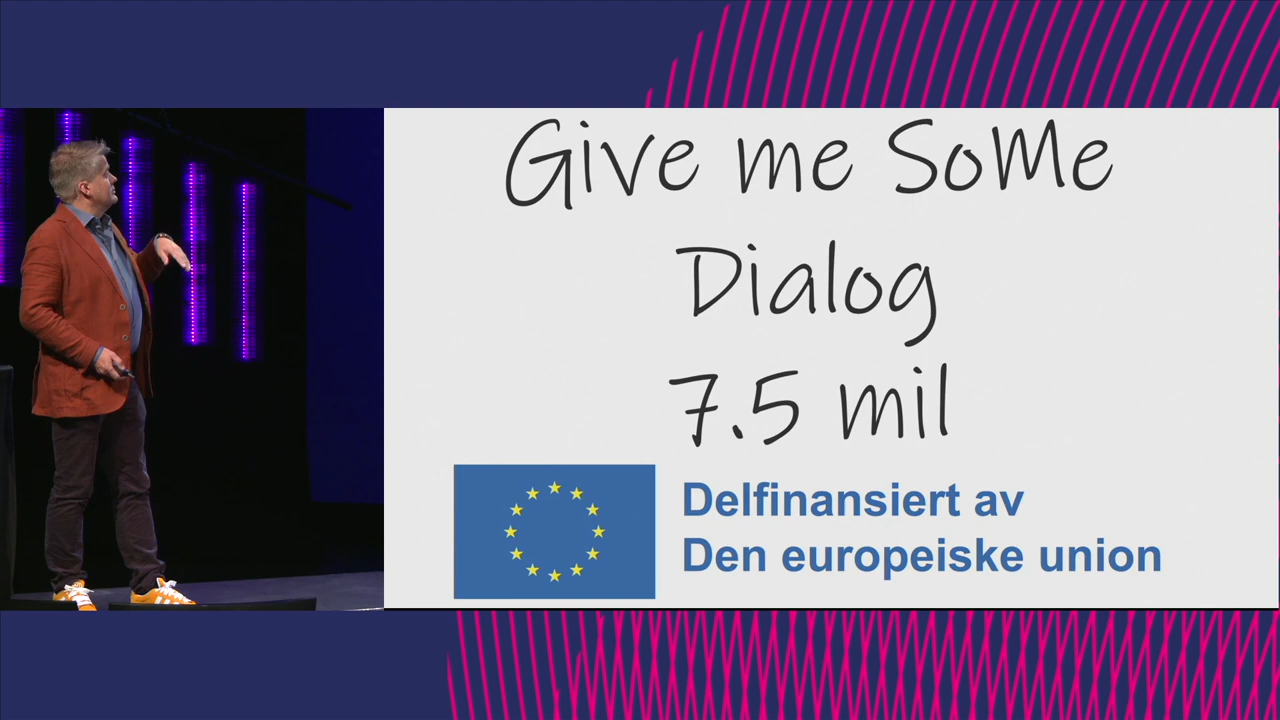 Give me SoMe
Dialog
7.5 mil
Delfinansiert av
Den europeiske union